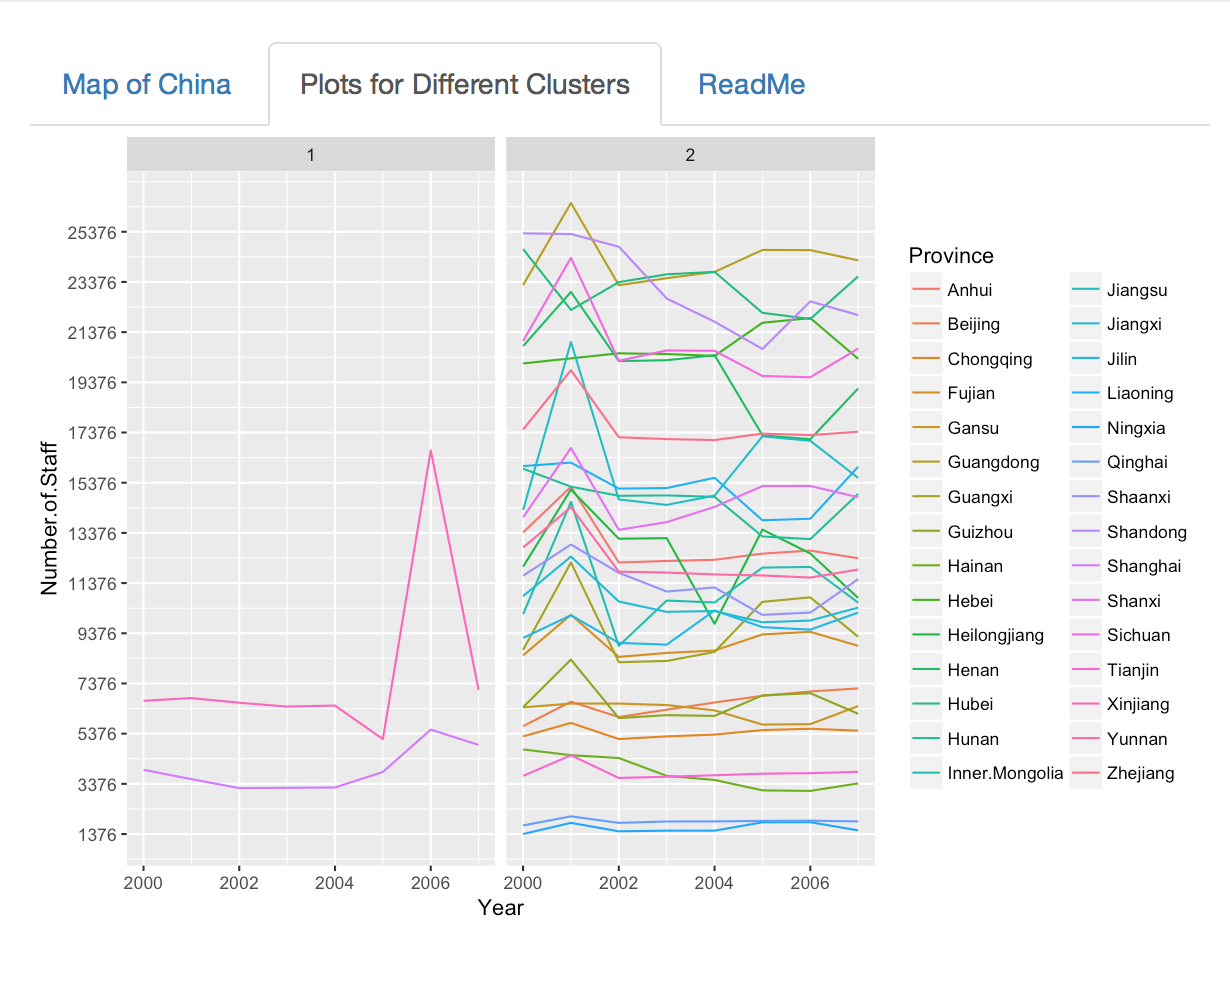 Map of China
Plots for Different Clusters
ReadMe
1
2
25376
23376
21376
19376
17376
15376
13376
11376
9376
7376
5376
3376
1376
Number.of.Staff
2000 2002 2004 2006
2000 2002 2004 2006
Year
Province
Anhui
Beijing
Chongqing
Fujian
Gansu
Guangdong
Guangxi
Guizhou
Hainan
Hebei
Heilongjiang
Henan
Hubei
Hunan
Inner.Mongolia
Jiangsu
Jiangxi
Jilin
Liaoning
Ningxia
Qinghai
Shaanxi
Shandong
Shanghai
Shanxi
Sichuan
Tianjin
Xinjiang
Yunnan
Zhejiang